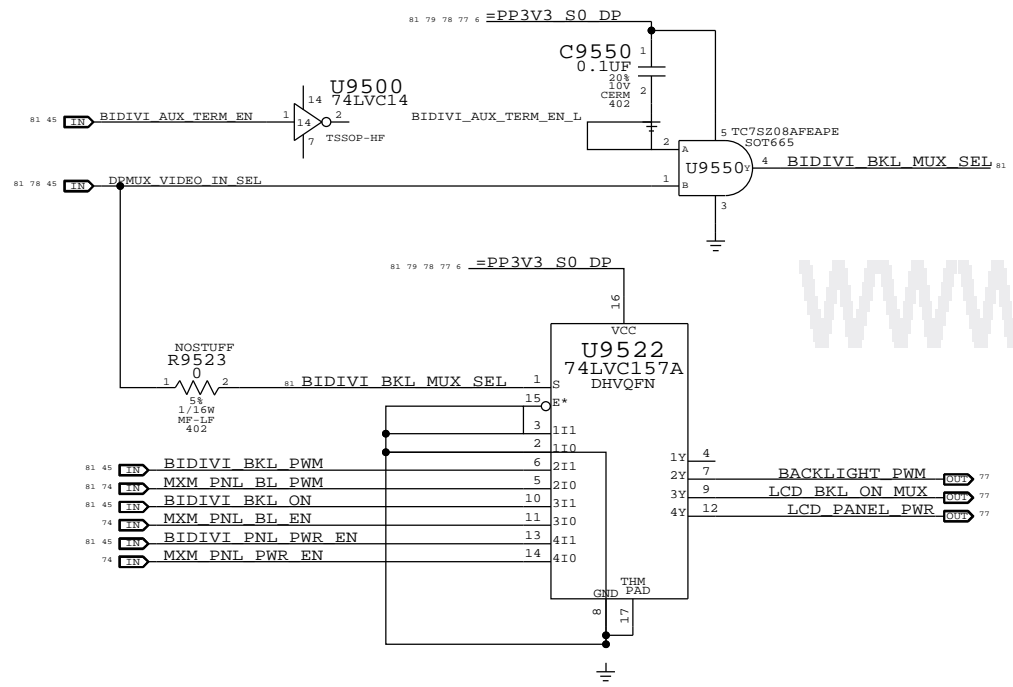 81 79 78 77 6 =PP3V3_S0_DP
C9550 1
0.1UF
20%
10V 2
CERM
402
U9500
74LVC14
14
81 45 IN BIDIVI_AUX_TERM_EN 1 14 2
7 TSSOP-HF
BIDIVI_AUX_TERM_EN_L
5 TC7SZ08AFEAPE
SOT665
2 A
U9550 Y 4 BIDIVI_BKL_MUX_SEL 81
81 78 45 IN DPMUX_VIDEO_IN_SEL 1 B
3
81 79 78 77 6 =PP3V3_S0_DP
16
VCC
U9522
74LVC157A
DHVQFN
NOSTUFF
R9523
0
1 2 81 BIDIVI_BKL_MUX_SEL 1 S
5%
1/16W
MF-LF
402
15 E*
3 1I1
2 1I0
1Y 4
81 45 IN BIDIVI_BKL_PWM 6 2I1
2Y 7 BACKLIGHT_PWM OUT 77
81 74 IN MXM_PNL_BL_PWM 5 2I0
3Y 9 LCD_BKL_ON_MUX OUT 77
81 45 IN BIDIVI_BKL_ON 10 3I1
4Y 12 LCD_PANEL_PWR OUT 77
74 IN MXM_PNL_BL_EN 11 3I0
81 45 IN BIDIVI_PNL_PWR_EN 13 4I1
74 IN MXM_PNL_PWR_EN 14 4I0
THM
GND PAD
8 17
WWW